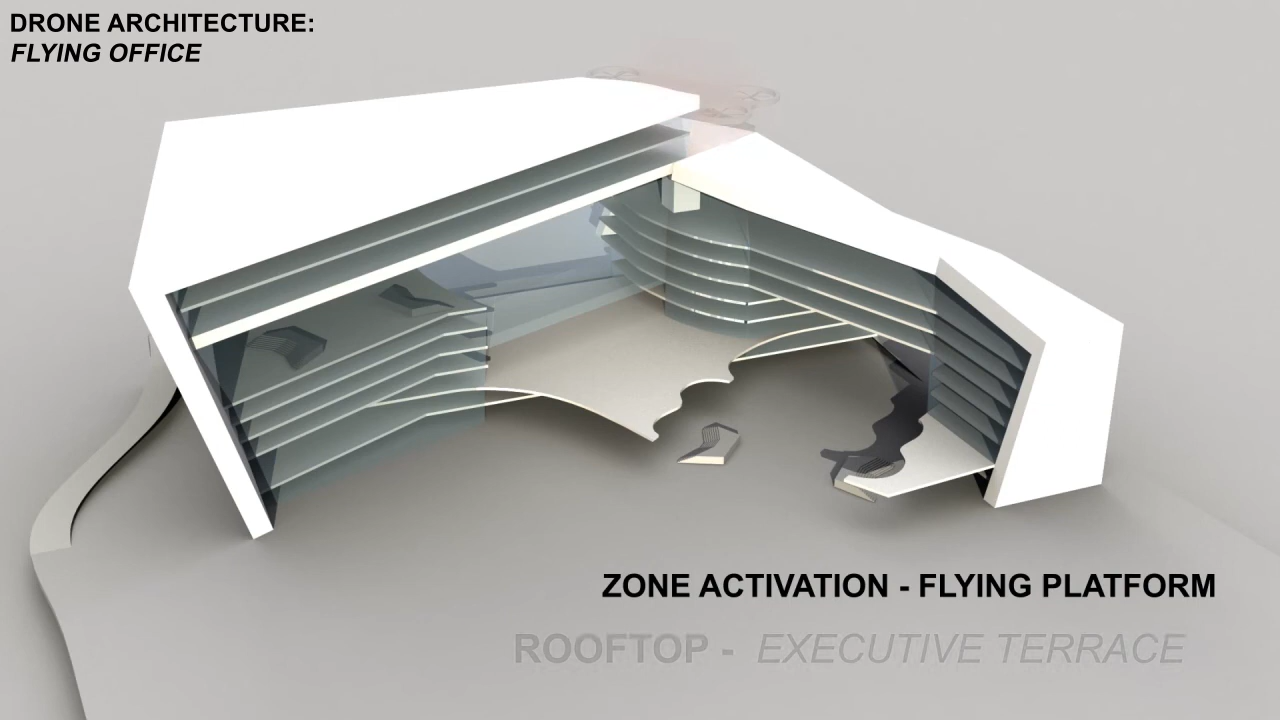 DRONE ARCHITECTURE:
FLYING OFFICE
ZONE ACTIVATION - FLYING PLATFORM
ROOFTOP - EXECUTIVE TERRACE